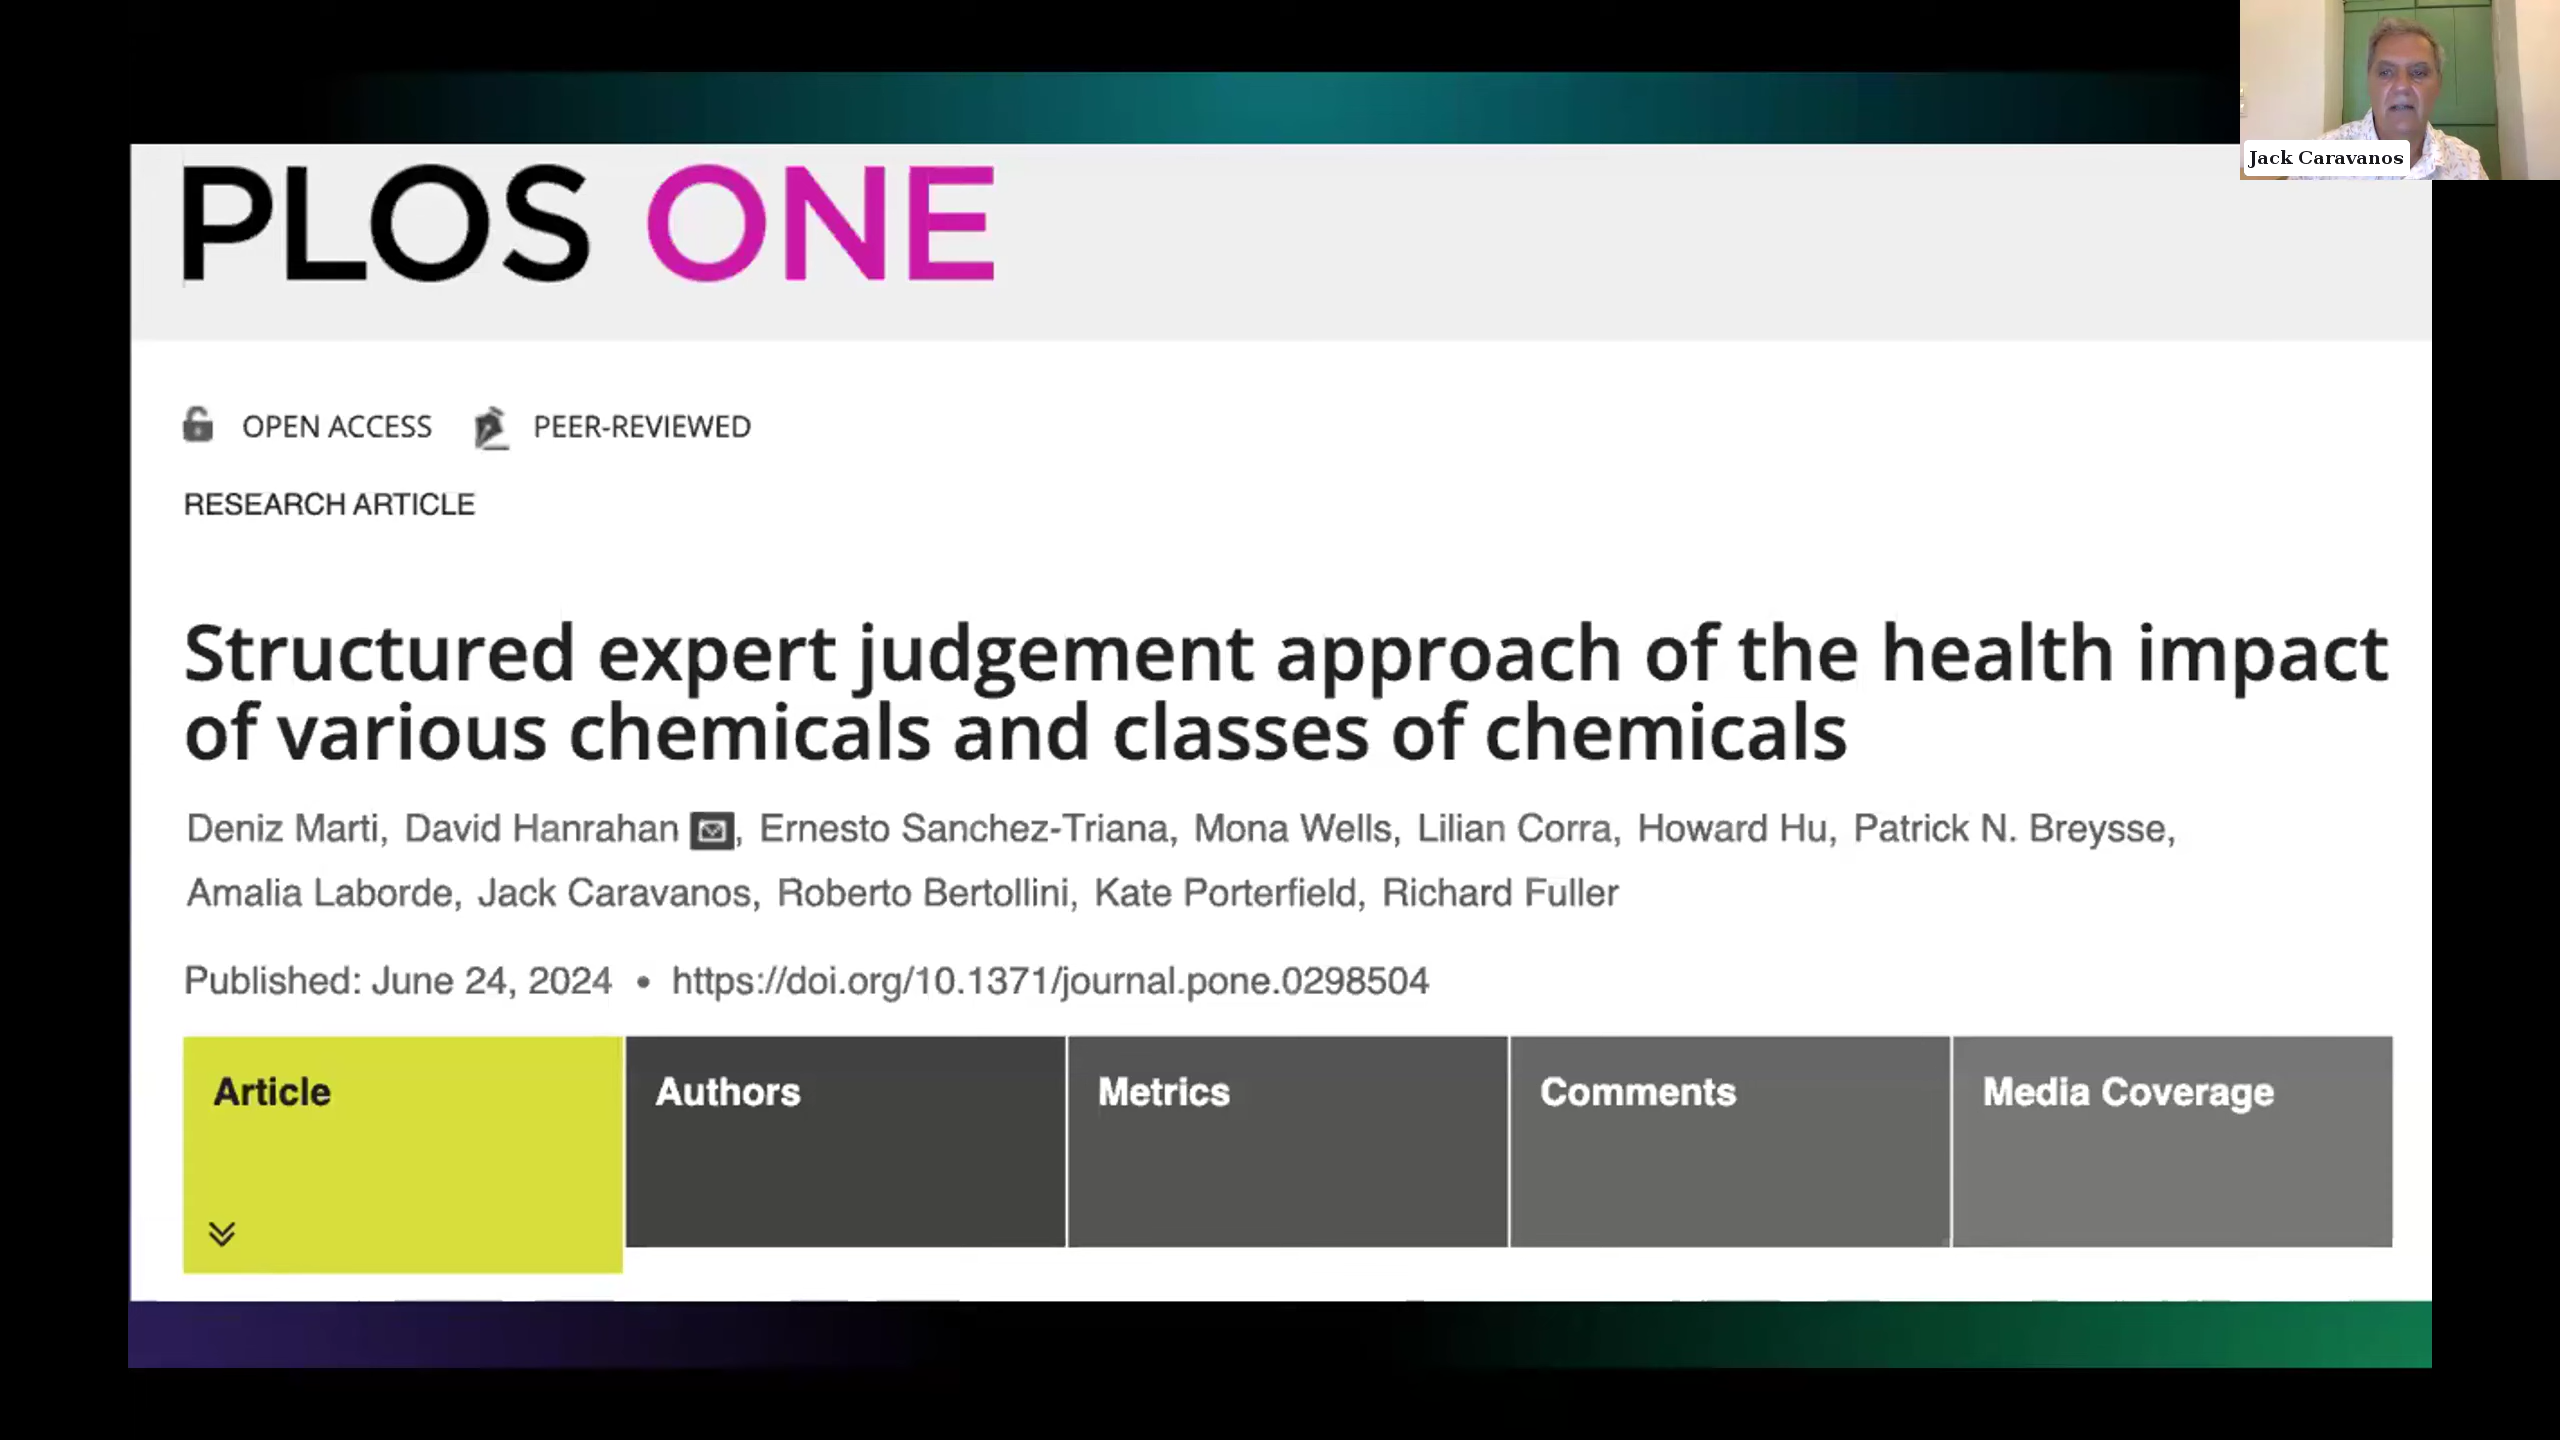 Jack Caravanos
PLOS ONE
OPEN ACCESS PEER-REVIEWED
RESEARCH ARTICLE
Structured expert judgement approach of the health impact
of various chemicals and classes of chemicals
Deniz Marti, David Hanrahan, Ernesto Sanchez-Triana, Mona Wells, Lilian Corra, Howard Hu, Patrick N. Breysse,
Amalia Laborde, Jack Caravanos, Roberto Bertollini, Kate Porterfield, Richard Fuller
Published: June 24, 2024 • https://doi.org/10.1371/journal.pone.0298504
Article Authors Metrics Comments Media Coverage